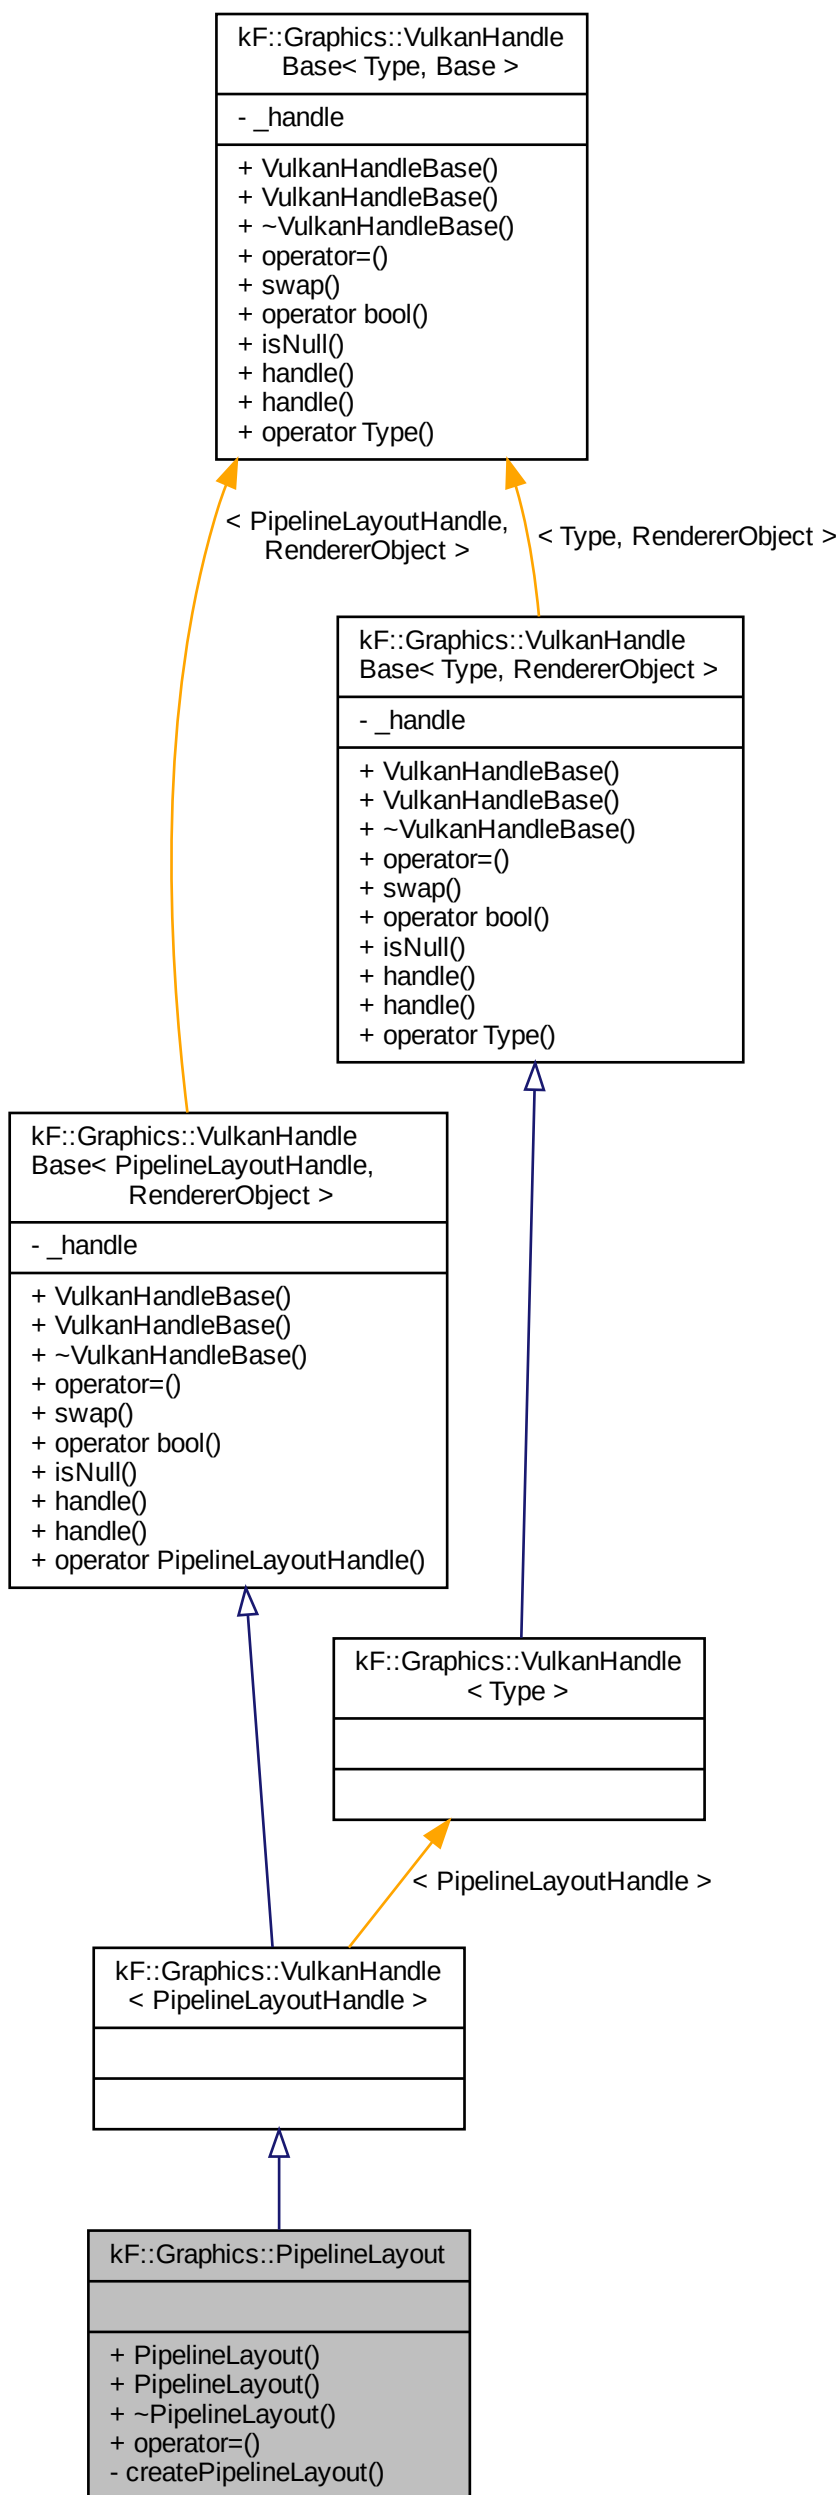 kF::Graphics::VulkanHandle
Base< Type, Base >
- _handle
+ VulkanHandleBase()
+ VulkanHandleBase()
+ ~VulkanHandleBase()
+ operator=()
+ swap()
+ operator bool()
+ isNull()
+ handle()
+ handle()
+ operator Type()
< PipelineLayoutHandle,
RendererObject >
< Type, RendererObject >
kF::Graphics::VulkanHandle
Base< Type, RendererObject >
- _handle
+ VulkanHandleBase()
+ VulkanHandleBase()
+ ~VulkanHandleBase()
+ operator=()
+ swap()
+ operator bool()
+ isNull()
+ handle()
+ handle()
+ operator Type()
kF::Graphics::VulkanHandle
Base< PipelineLayoutHandle,
RendererObject >
- _handle
+ VulkanHandleBase()
+ VulkanHandleBase()
+ ~VulkanHandleBase()
+ operator=()
+ swap()
+ operator bool()
+ isNull()
+ handle()
+ handle()
+ operator PipelineLayoutHandle()
kF::Graphics::VulkanHandle
< Type >
< PipelineLayoutHandle >
kF::Graphics::VulkanHandle
< PipelineLayoutHandle >
kF::Graphics::PipelineLayout
+ PipelineLayout()
+ PipelineLayout()
+ ~PipelineLayout()
+ operator=()
- createPipelineLayout()